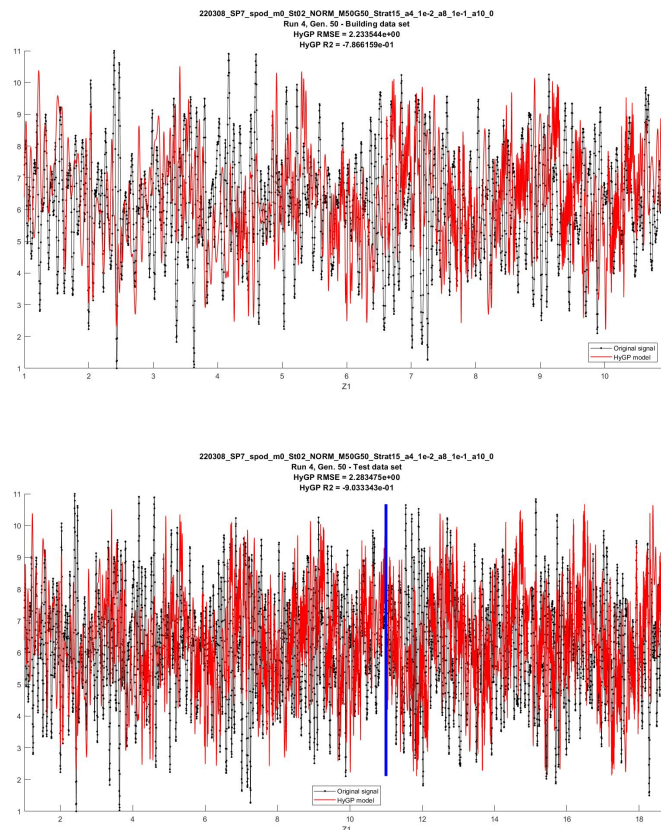 220308_SP7_spod_m0_St02_NORM_M50G50_Strat15_a4_1e-2_a8_1e-1_a10_0
Run 4, Gen. 50 - Building data set
HyGP RMSE = 2.233544e+00
HyGP R2 = -7.866159e-01
11
10
9
8
7
6
5
4
3
2
1
Original signal
HyGP model
1 2 3 4 5 6 7 8 9 10
Z1
220308_SP7_spod_m0_St02_NORM_M50G50_Strat15_a4_1e-2_a8_1e-1_a10_0
Run 4, Gen. 50 - Test data set
HyGP RMSE = 2.283475e+00
HyGP R2 = -9.033343e-01
11
10
9
8
7
6
5
4
3
2
1
Original signal
HyGP model
2 4 6 8 10 12 14 16 18
Z1